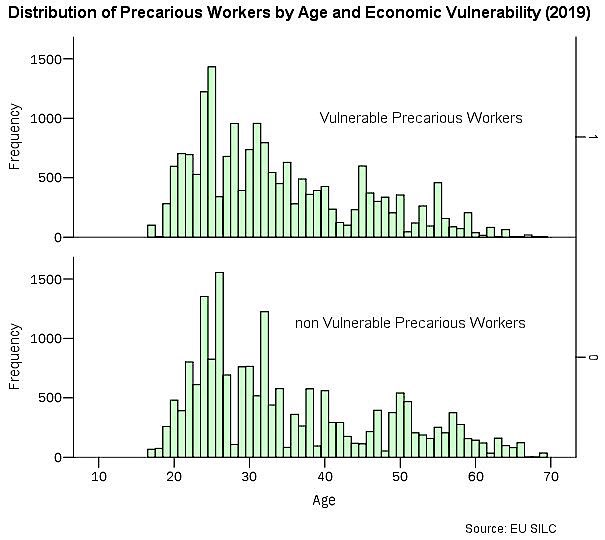 Distribution of Precarious Workers by Age and Economic Vulnerability (2019)
1500
1000
500
0
Frequency
Vulnerable Precarious Workers
1
1500
1000
500
0
Frequency
non Vulnerable Precarious Workers
0
10 20 30 40 50 60 70
Age
Source: EU SILC